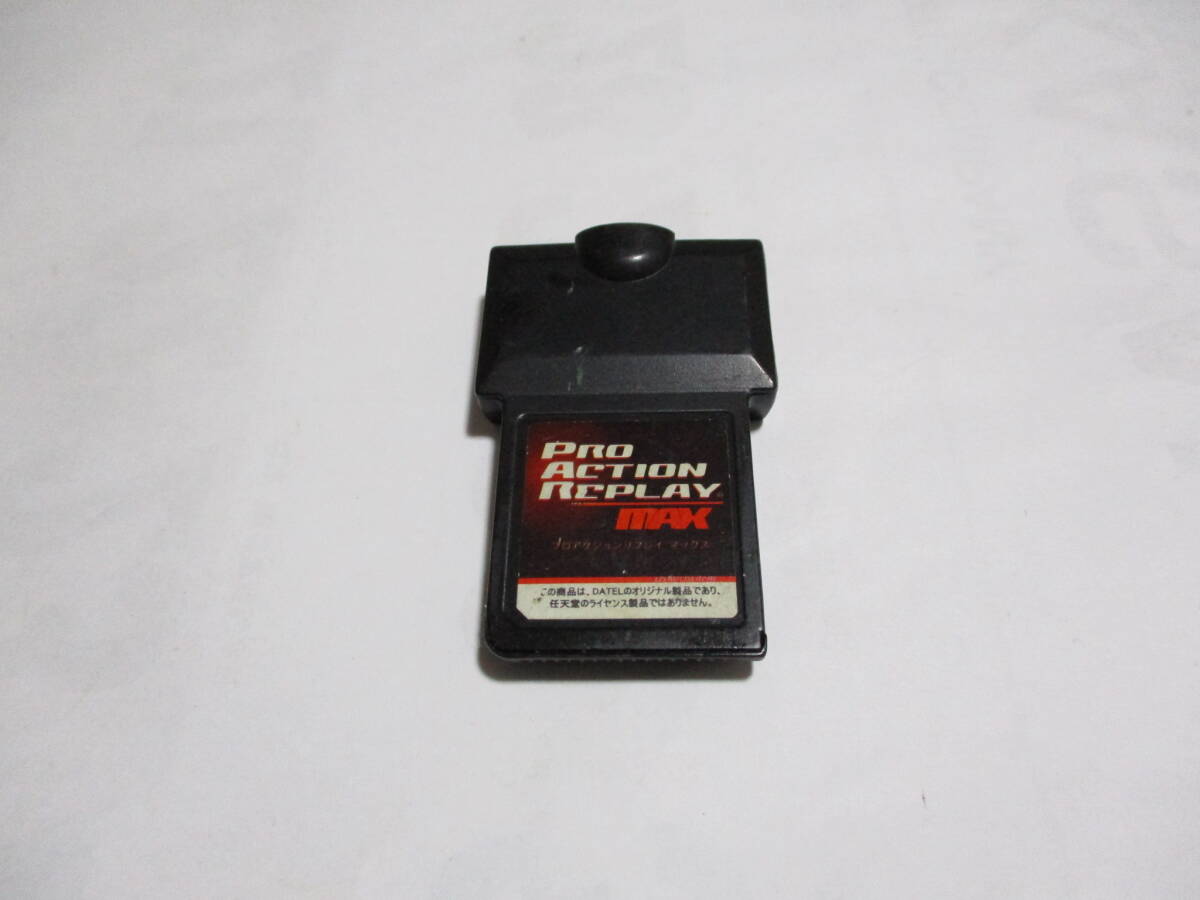 PRO
ACTION
REPLAY
MAX
プロアクションリプレイ マックス
この商品は、DATELのオリジナル製品であり、
任天堂のライセンス製品ではありません。